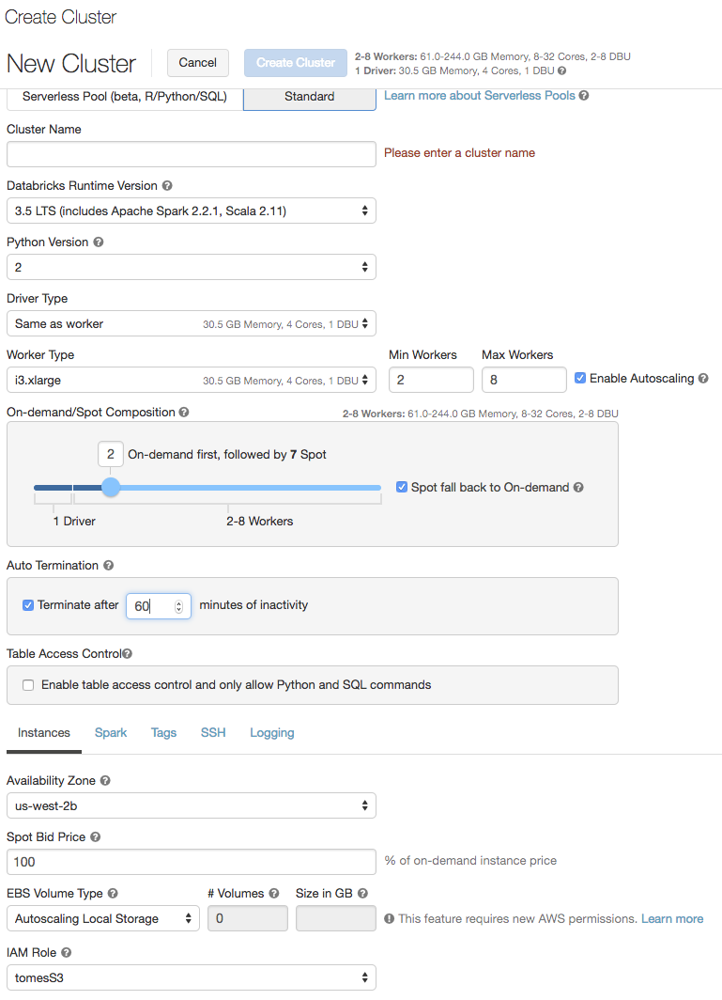 Create Cluster
New Cluster Cancel Create Cluster 2-8 Workers: 61.0-244.0 GB Memory, 8-32 Cores, 2-8 DBU
1 Driver: 30.5 GB Memory, 4 Cores, 1 DBU ?
Serverless Pool (beta, R/Python/SQL) Standard Learn more about Serverless Pools ?
Cluster Name
Please enter a cluster name
Databricks Runtime Version ?
3.5 LTS (includes Apache Spark 2.2.1, Scala 2.11)
Python Version ?
2
Driver Type
Same as worker 30.5 GB Memory, 4 Cores, 1 DBU
Worker Type Min Workers Max Workers
i3.xlarge 30.5 GB Memory, 4 Cores, 1 DBU 2 8 Enable Autoscaling ?
On-demand/Spot Composition ? 2-8 Workers: 61.0-244.0 GB Memory, 8-32 Cores, 2-8 DBU
2 On-demand first, followed by 7 Spot
Spot fall back to On-demand ?
1 Driver 2-8 Workers
Auto Termination ?
Terminate after 60 minutes of inactivity
Table Access Control ?
Enable table access control and only allow Python and SQL commands
Instances Spark Tags SSH Logging
Availability Zone ?
us-west-2b
Spot Bid Price ?
100 % of on-demand instance price
EBS Volume Type ? # Volumes ? Size in GB ?
Autoscaling Local Storage 0 ! This feature requires new AWS permissions. Learn more
IAM Role ?
tomesS3